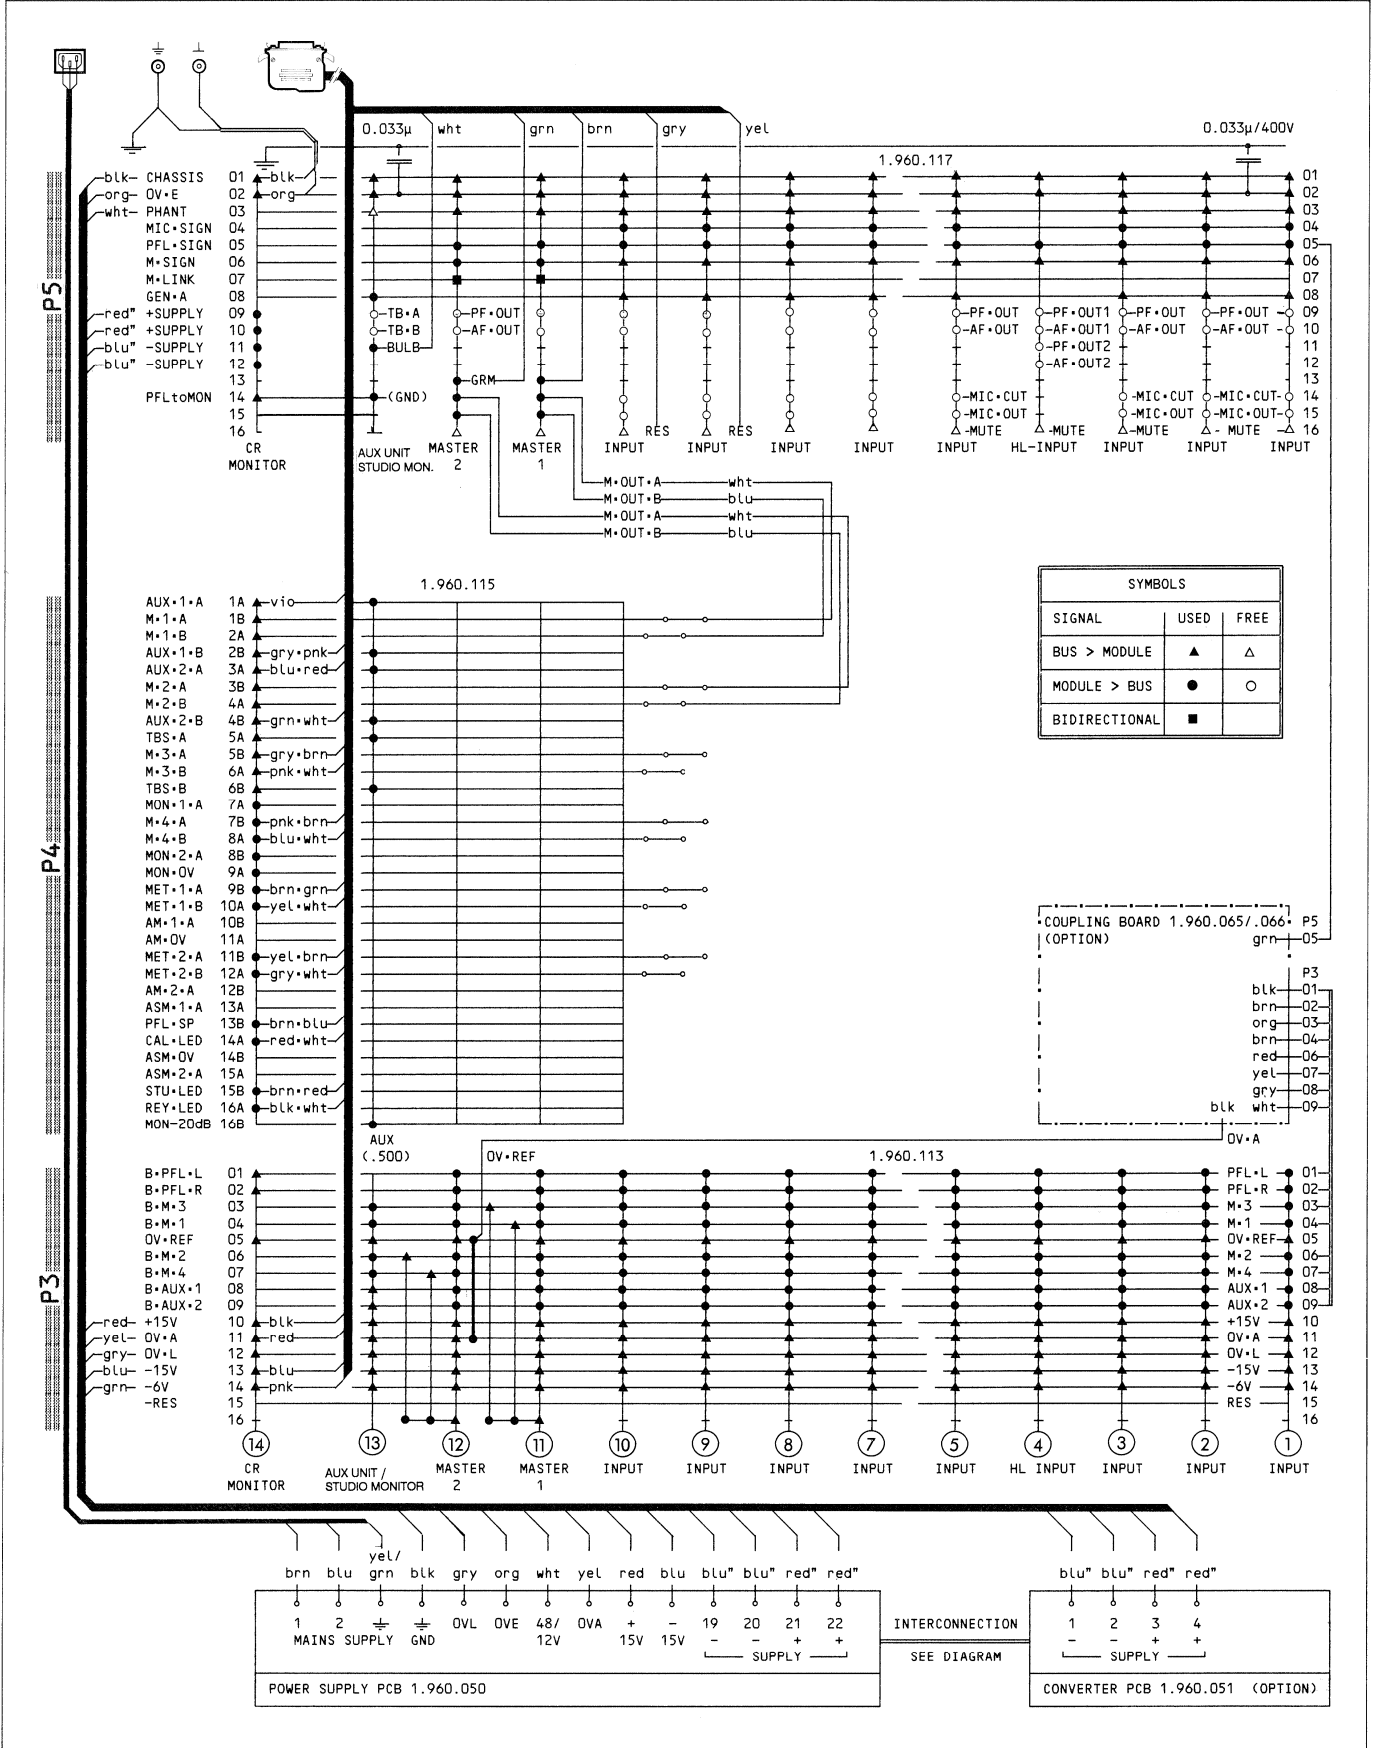 0.033µ wht grn brn gry yel 0.033µ/400V
1.960.117
P5
blk CHASSIS 01 blk 01
org OV•E 02 org 02
wht PHANT 03 03
MIC•SIGN 04 04
PFL•SIGN 05 05
M•SIGN 06 06
M•LINK 07 07
GEN•A 08 08
red" +SUPPLY 09 TB•A PF•OUT PF•OUT PF•OUT1 PF•OUT PF•OUT 09
red" +SUPPLY 10 TB•B AF•OUT AF•OUT AF•OUT1 AF•OUT AF•OUT 10
blu" -SUPPLY 11 BULB PF•OUT2 11
blu" -SUPPLY 12 AF•OUT2 12
13 GRM 13
PFLtoMON 14 (GND) MIC•CUT MIC•CUT MIC•CUT 14
15 MIC•OUT MIC•OUT MIC•OUT 15
16 RES RES MUTE MUTE MUTE MUTE 16
CR MONITOR
AUX UNIT STUDIO MON.
MASTER 2
MASTER 1
INPUT INPUT INPUT INPUT INPUT HL-INPUT INPUT INPUT INPUT
M•OUT•A wht
M•OUT•B blu
M•OUT•A wht
M•OUT•B blu
1.960.115
P4
AUX•1•A 1A vio
M•1•A 1B
M•1•B 2A
AUX•1•B 2B gry•pnk
AUX•2•A 3A blu•red
M•2•A 3B
M•2•B 4A
AUX•2•B 4B grn•wht
TBS•A 5A
M•3•A 5B gry•brn
M•3•B 6A pnk•wht
TBS•B 6B
MON•1•A 7A
M•4•A 7B pnk•brn
M•4•B 8A blu•wht
MON•2•A 8B
MON•OV 9A
MET•1•A 9B brn•grn
MET•1•B 10A yel•wht
AM•1•A 10B
AM•OV 11A
MET•2•A 11B yel•brn
MET•2•B 12A gry•wht
AM•2•A 12B
ASM•1•A 13A
PFL•SP 13B brn•blu
CAL•LED 14A red•wht
ASM•OV 14B
ASM•2•A 15A
STU•LED 15B brn•red
REY•LED 16A blk•wht
MON-20dB 16B
SYMBOLS
SIGNAL USED FREE
BUS > MODULE ▲ △
MODULE > BUS ● ○
BIDIRECTIONAL ■
COUPLING BOARD 1.960.065/.066 P5
(OPTION) grn 05
P3
blk 01
brn 02
org 03
brn 04
red 06
yel 07
gry 08
blk wht 09
OV•A
AUX
(.500)
OV•REF
1.960.113
P3
B•PFL•L 01 PFL•L 01
B•PFL•R 02 PFL•R 02
B•M•3 03 M•3 03
B•M•1 04 M•1 04
OV•REF 05 OV•REF 05
B•M•2 06 M•2 06
B•M•4 07 M•4 07
B•AUX•1 08 AUX•1 08
B•AUX•2 09 AUX•2 09
red +15V 10 blk +15V 10
yel OV•A 11 red OV•A 11
gry OV•L 12 OV•L 12
blu -15V 13 blu -15V 13
grn -6V 14 pnk -6V 14
-RES 15 RES 15
16 16
14 13 12 11 10 9 8 7 5 4 3 2 1
CR MONITOR
AUX UNIT / STUDIO MONITOR
MASTER 2
MASTER 1
INPUT INPUT INPUT INPUT INPUT HL INPUT INPUT INPUT INPUT
brn blu yel/grn blk gry org wht yel red blu blu" blu" red" red"
1 2 OVL OVE 48/12V OVA + 15V - 15V 19 - 20 - 21 + 22 +
MAINS SUPPLY GND SUPPLY
POWER SUPPLY PCB 1.960.050
INTERCONNECTION
SEE DIAGRAM
blu" blu" red" red"
1 2 3 4
- - + +
SUPPLY
CONVERTER PCB 1.960.051 (OPTION)